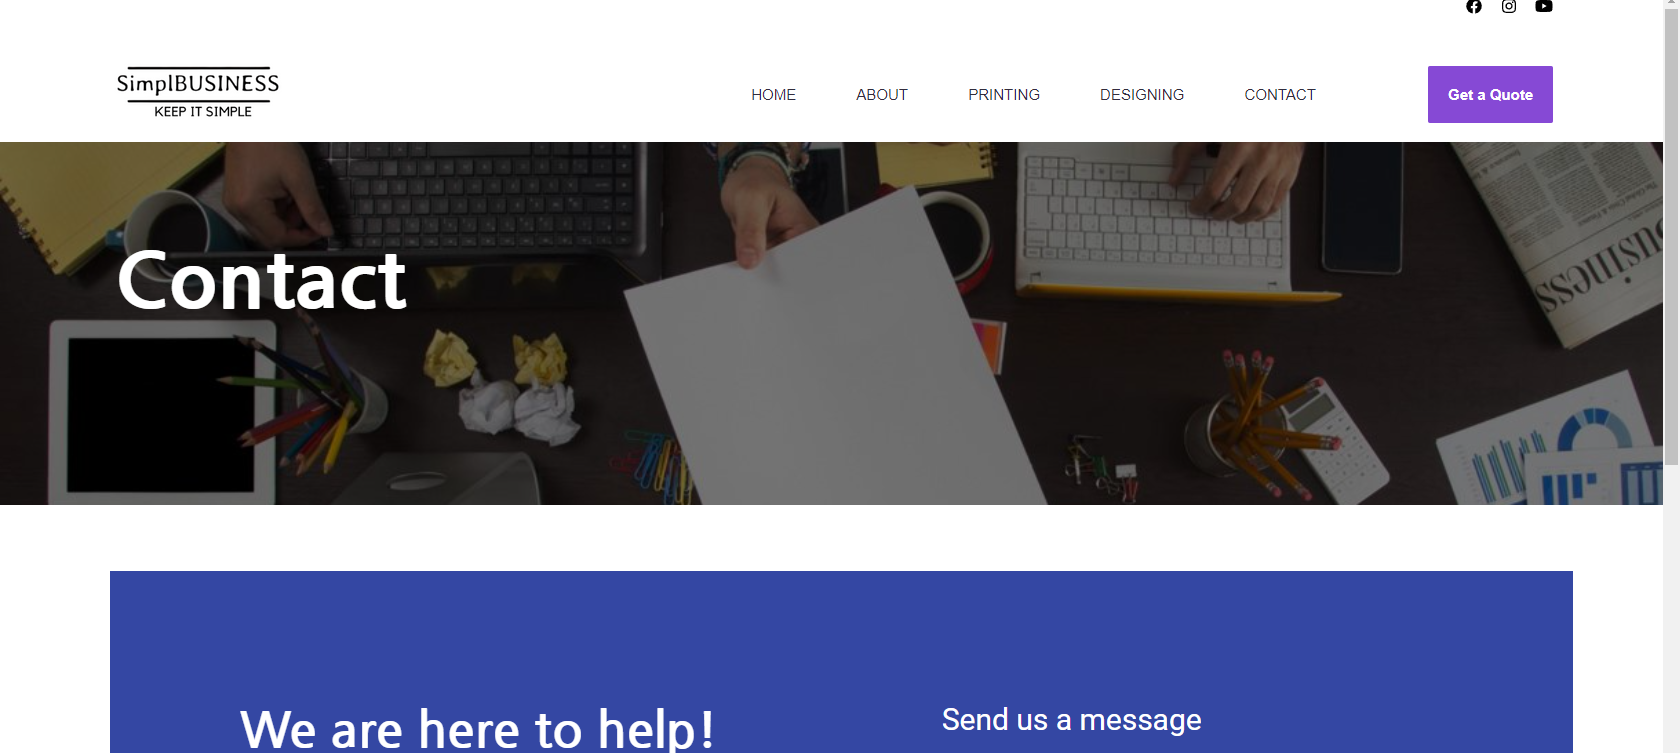 SimplBUSINESS
KEEP IT SIMPLE
HOME
ABOUT
PRINTING
DESIGNING
CONTACT
Get a Quote
Contact
BUSINESS
We are here to help!
Send us a message